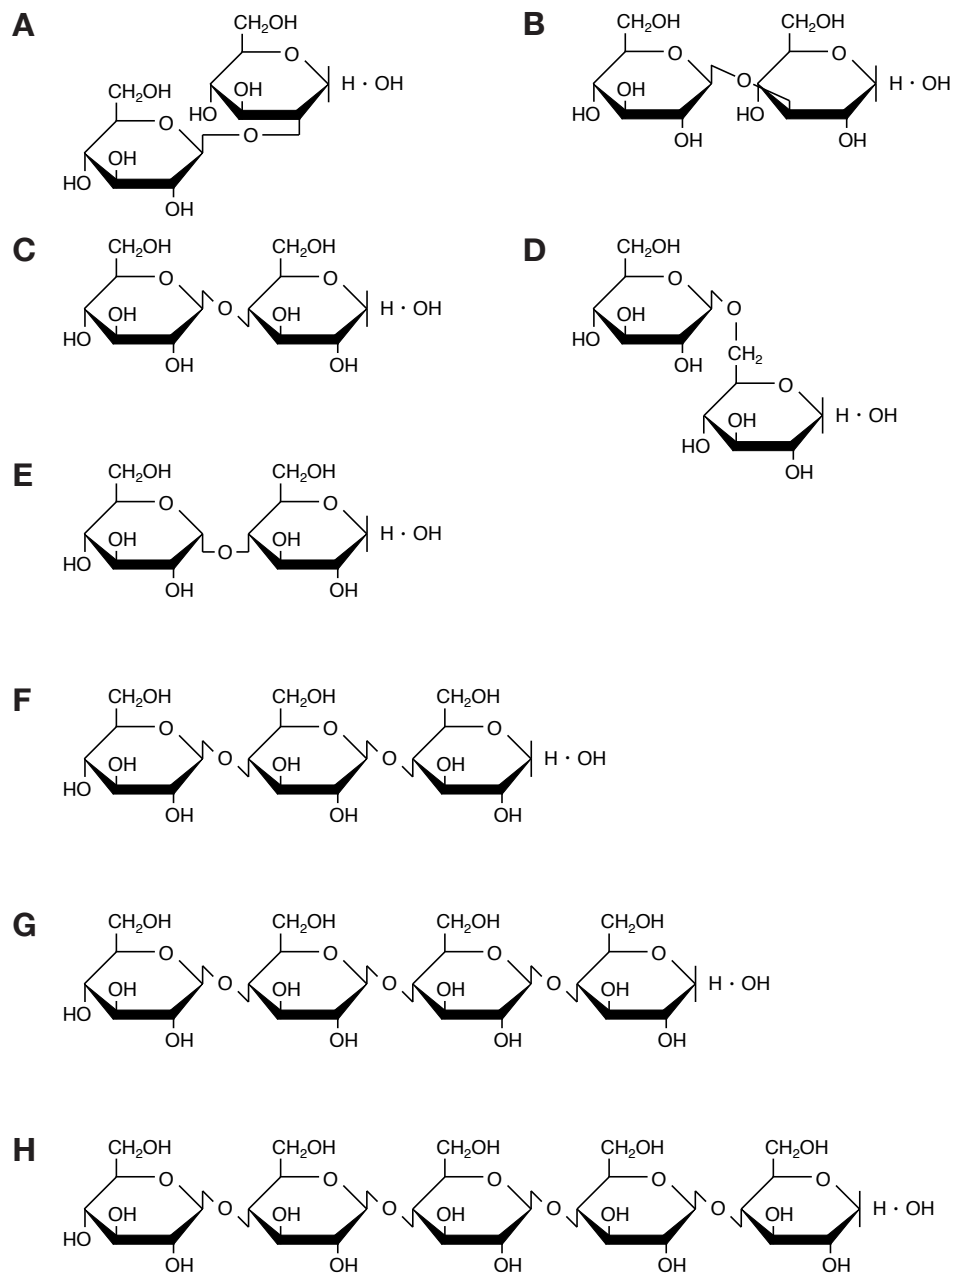 A
CH2OH
O
OH
HO
H · OH
CH2OH
O
OH
HO
OH
O
B
CH2OH
O
OH
HO
OH
O
CH2OH
O
HO
OH
H · OH
C
CH2OH
O
OH
HO
OH
O
CH2OH
O
OH
OH
H · OH
D
CH2OH
O
OH
HO
OH
O
CH2
O
OH
HO
OH
H · OH
E
CH2OH
O
OH
HO
OH
O
CH2OH
O
OH
OH
H · OH
F
CH2OH CH2OH CH2OH
O O O
O O H · OH
OH OH OH
HO
OH OH OH
G
CH2OH CH2OH CH2OH CH2OH
O O O O
O O O H · OH
OH OH OH OH
HO
OH OH OH OH
H
CH2OH CH2OH CH2OH CH2OH CH2OH
O O O O O
O O O O H · OH
OH OH OH OH OH
HO
OH OH OH OH OH